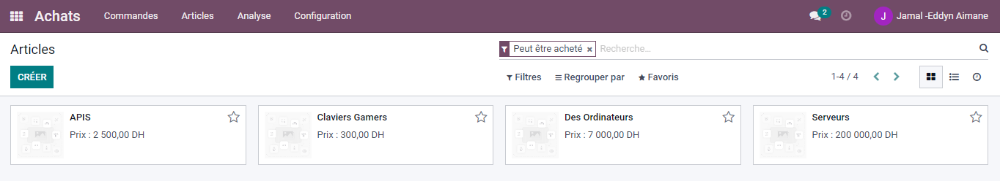 Achats Commandes Articles Analyse Configuration 2 J Jamal -Eddyn Aimane
Articles Peut être acheté × Recherche...
CRÉER Filtres Regrouper par Favoris 1-4 / 4
APIS
Prix : 2 500,00 DH
Claviers Gamers
Prix : 300,00 DH
Des Ordinateurs
Prix : 7 000,00 DH
Serveurs
Prix : 200 000,00 DH